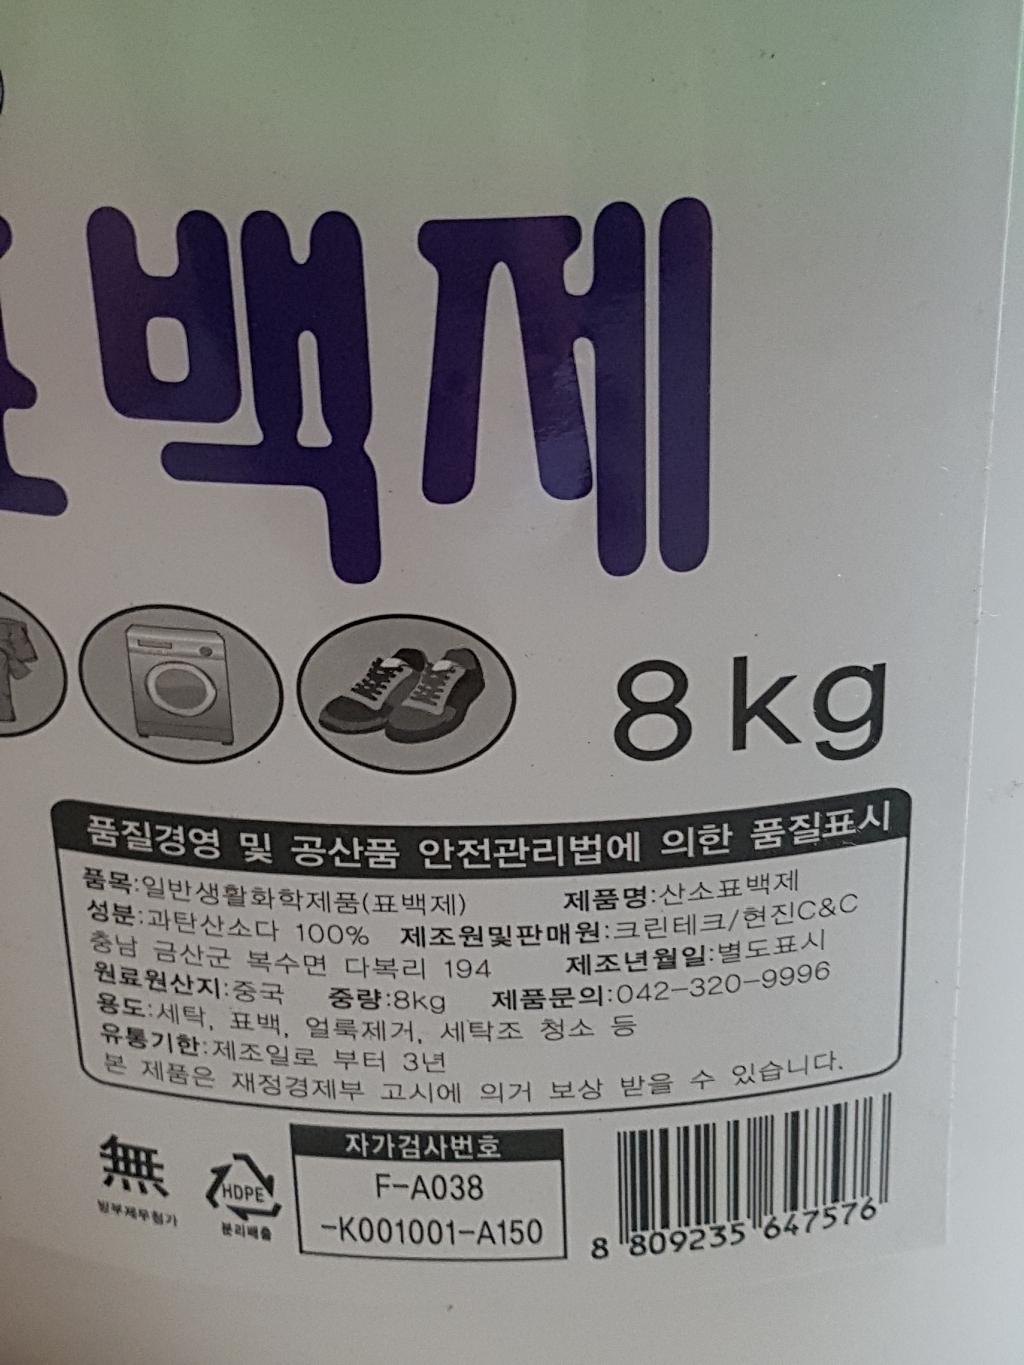 백제
8kg
품질경영 및 공산품 안전관리법에 의한 품질표시
품목:일반생활화학제품(표백제) 제품명:산소표백제
성분:과탄산소다 100% 제조원및판매원:크린테크/현진C&C
충남 금산군 복수면 다복리 194 제조년월일:별도표시
원료원산지:중국 중량:8kg 제품문의:042-320-9996
용도:세탁, 표백, 얼룩제거, 세탁조 청소 등
유통기한:제조일로 부터 3년
본 제품은 재정경제부 고시에 의거 보상 받을 수 있습니다.
無
방부제무첨가
HDPE
분리배출
자가검사번호
F-A038
-K001001-A150
8 809235 647576